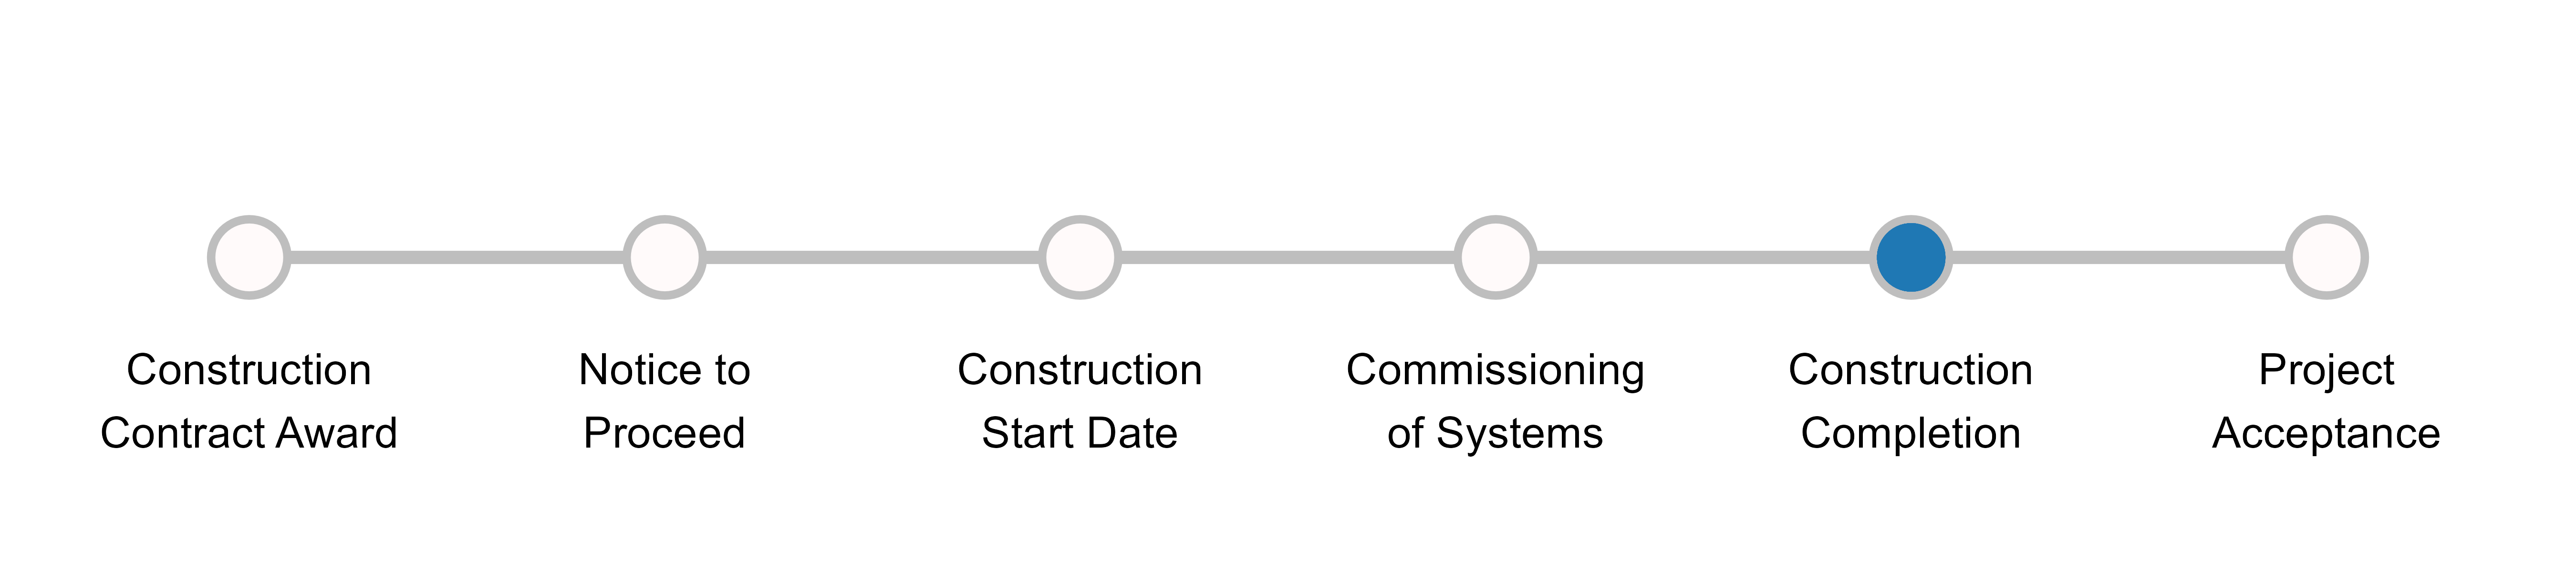 Construction
Contract Award
Notice to
Proceed
Construction
Start Date
Commissioning
of Systems
Construction
Completion
Project
Acceptance